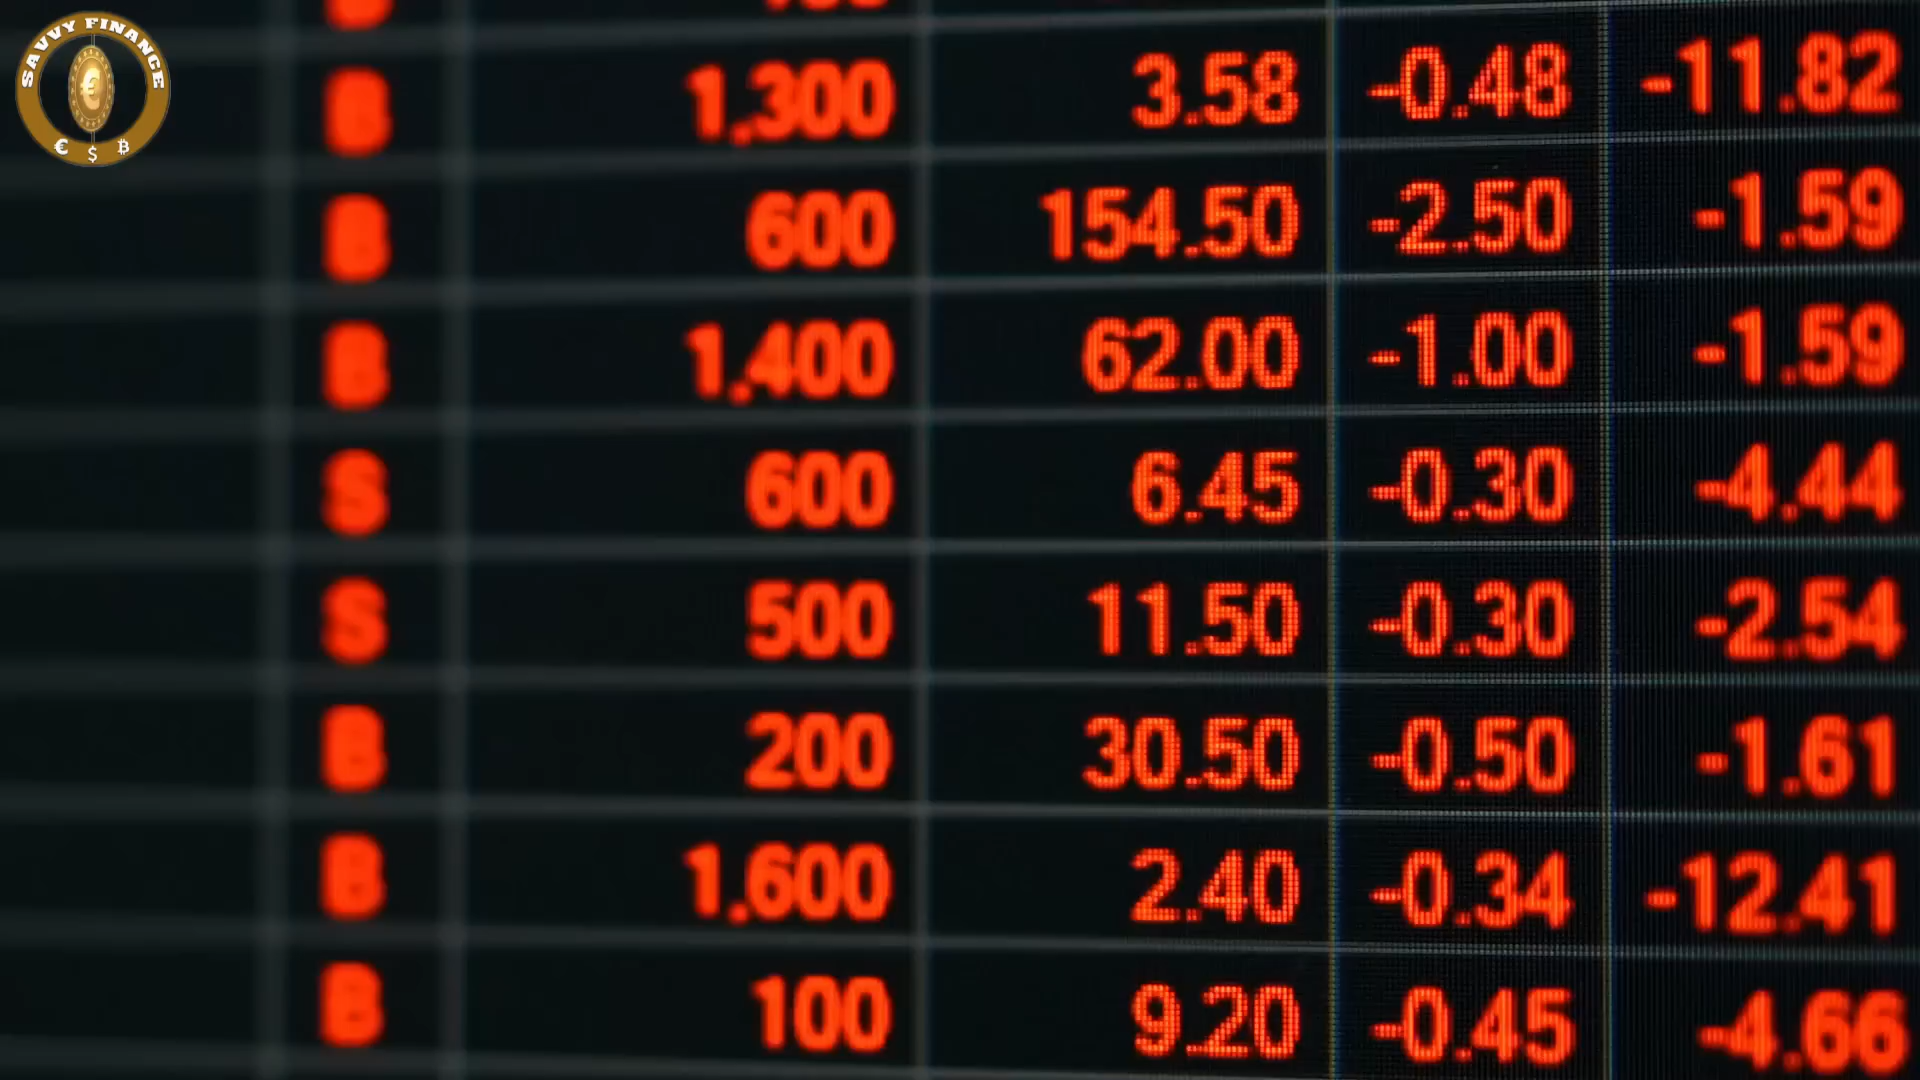 SAVVY FINANCE
€ $ ₿
B 1,300 3.58 -0.48 -11.82
B 600 154.50 -2.50 -1.59
B 1,400 62.00 -1.00 -1.59
S 600 6.45 -0.30 -4.44
S 500 11.50 -0.30 -2.54
B 200 30.50 -0.50 -1.61
B 1,600 2.40 -0.34 -12.41
B 100 9.20 -0.45 -4.66